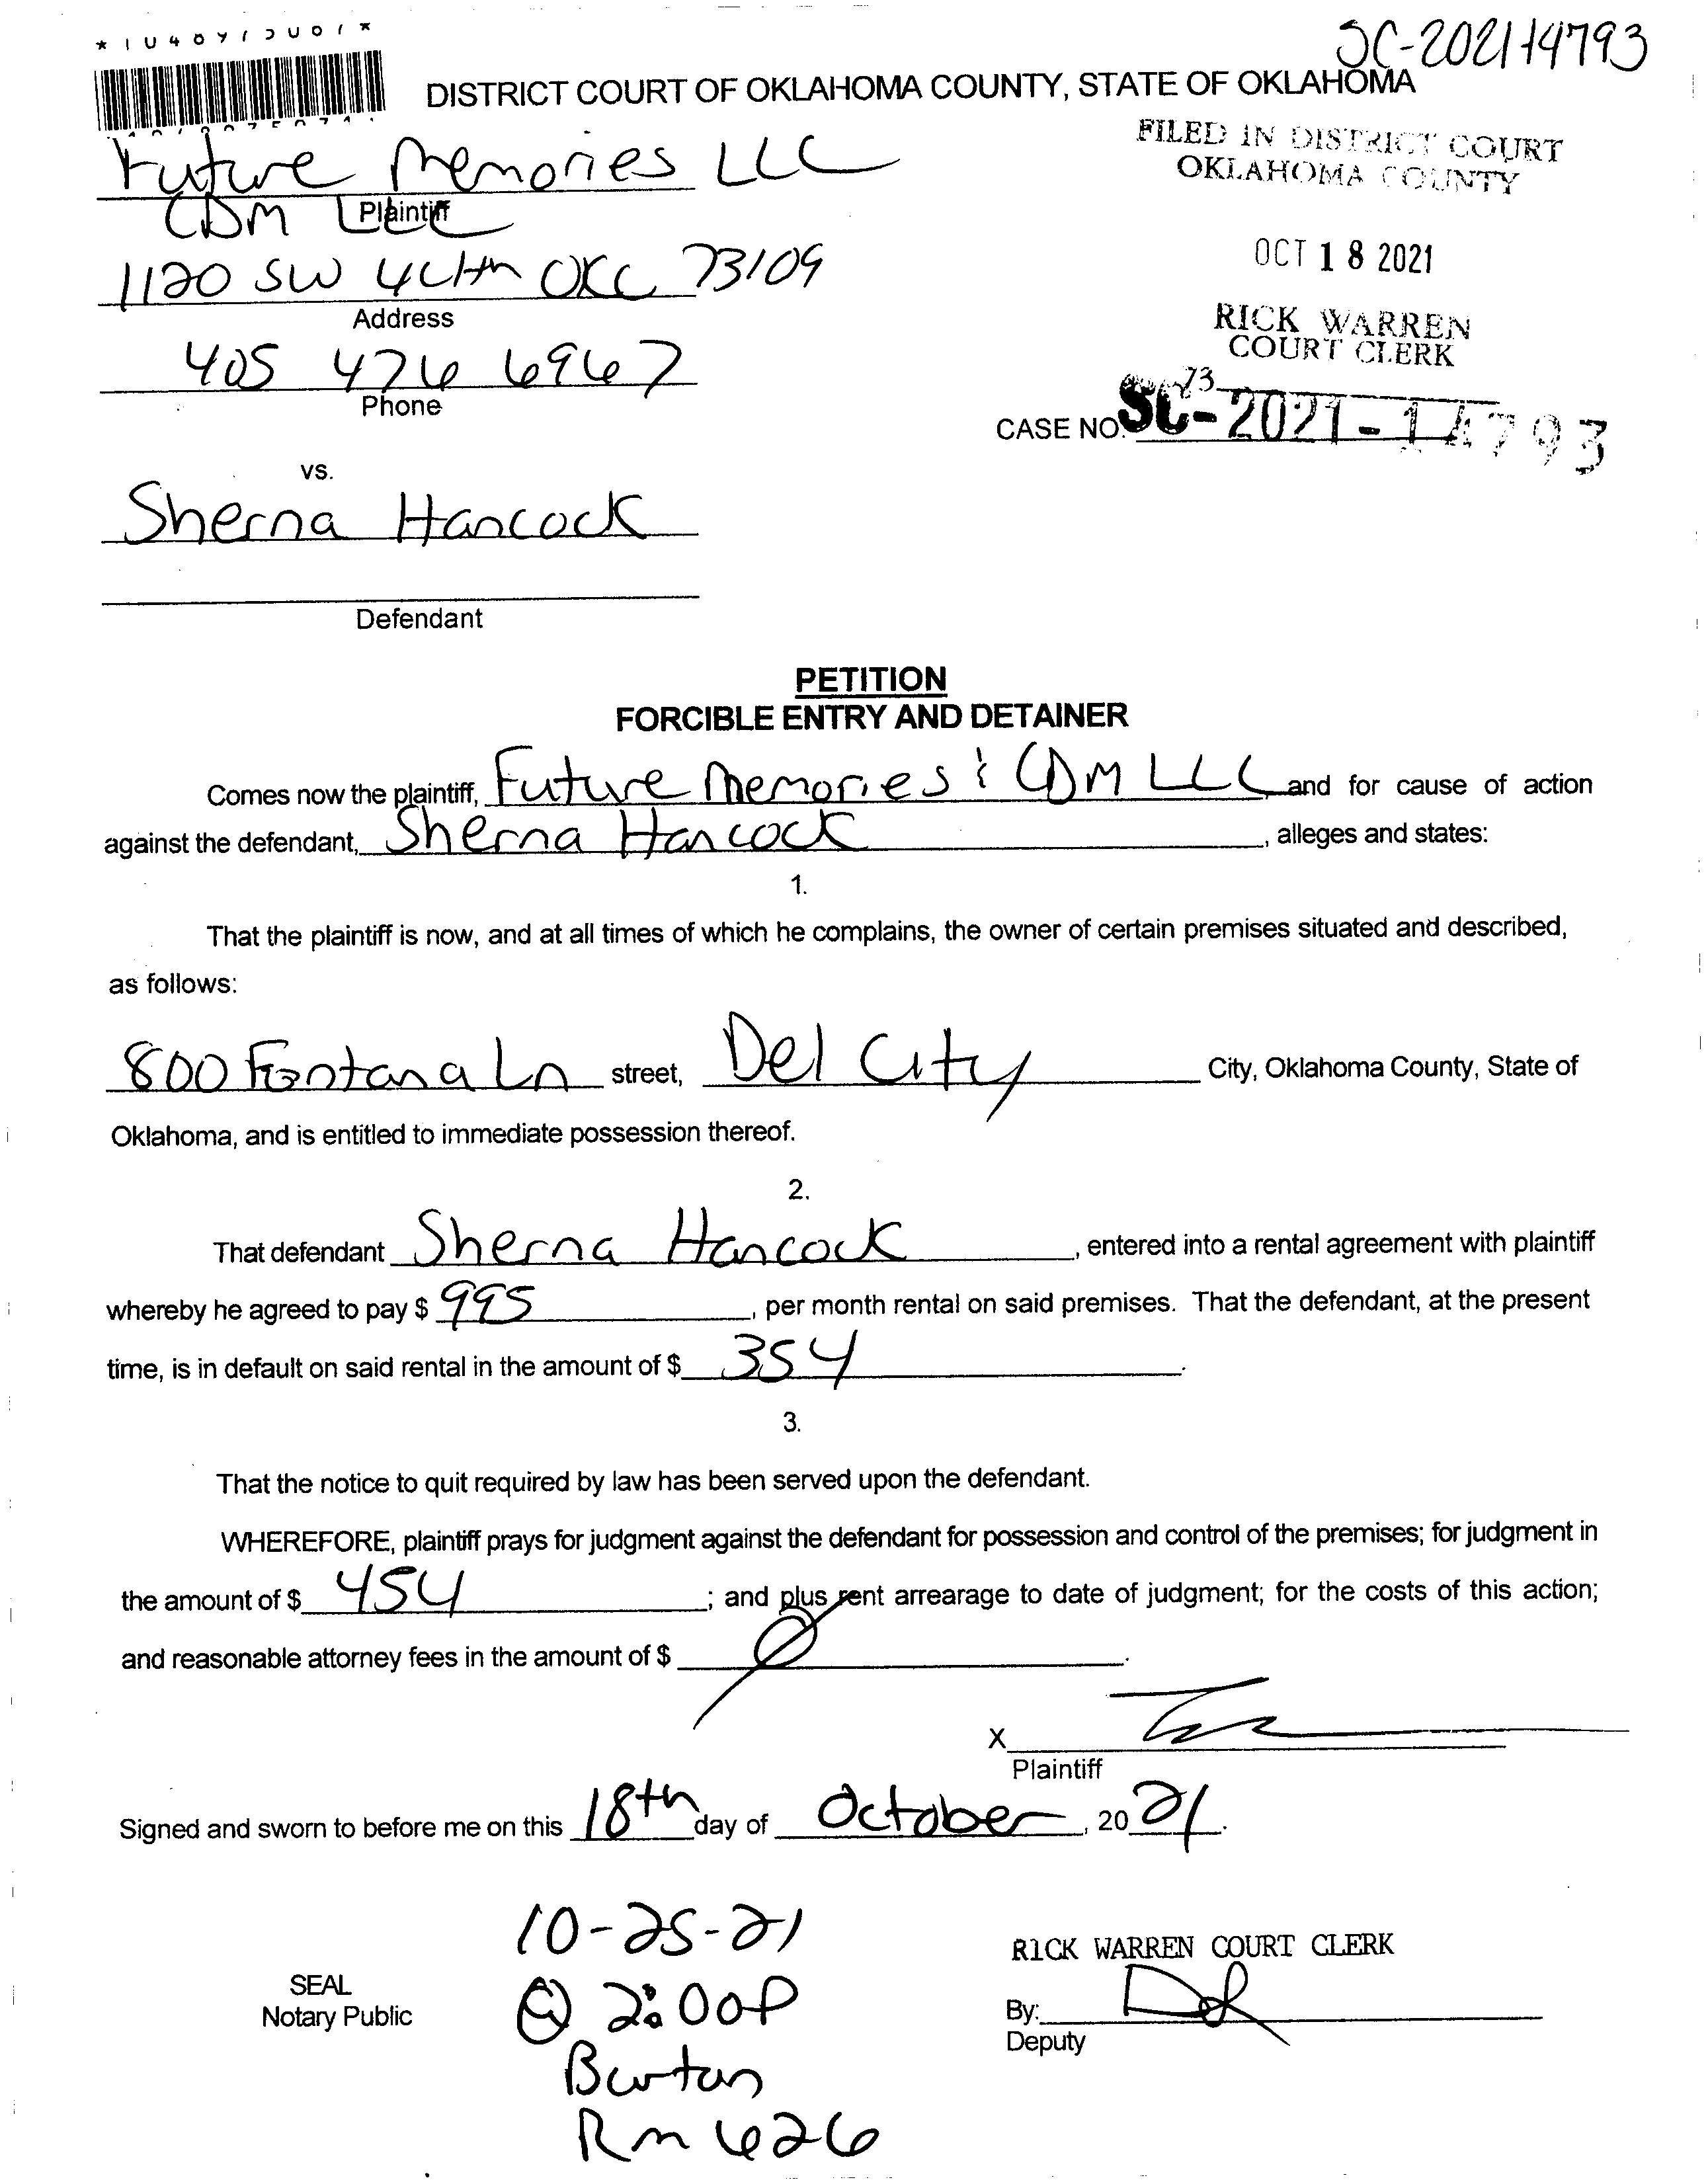 SC-2021-14793
DISTRICT COURT OF OKLAHOMA COUNTY, STATE OF OKLAHOMA
FILED IN DISTRICT COURT
OKLAHOMA COUNTY
OCT 18 2021
RICK WARREN
COURT CLERK
73
CASE NO. SC-2021-14793
Future Memories LLC
CDM LLC
Plaintiff
1120 SW OKC 73109
Address
405 476 6967
Phone
vs.
Sherna Hancock
Defendant
PETITION
FORCIBLE ENTRY AND DETAINER
Comes now the plaintiff, Future Memories & CDM LLC and for cause of action
against the defendant, Sherna Hancock, alleges and states:
1.
That the plaintiff is now, and at all times of which he complains, the owner of certain premises situated and described,
as follows:
800 Fontana Ln street, Del City City, Oklahoma County, State of
Oklahoma, and is entitled to immediate possession thereof.
2.
That defendant Sherna Hancock, entered into a rental agreement with plaintiff
whereby he agreed to pay $ 995, per month rental on said premises. That the defendant, at the present
time, is in default on said rental in the amount of $ 354.
3.
That the notice to quit required by law has been served upon the defendant.
WHEREFORE, plaintiff prays for judgment against the defendant for possession and control of the premises; for judgment in
the amount of $ 454; and plus rent arrearage to date of judgment; for the costs of this action;
and reasonable attorney fees in the amount of $ 0.
X
Plaintiff
Signed and sworn to before me on this 18th day of October, 2021.
10-25-21
@ 2:00P
Burton
Rm 626
SEAL
Notary Public
RICK WARREN COURT CLERK
By:
Deputy